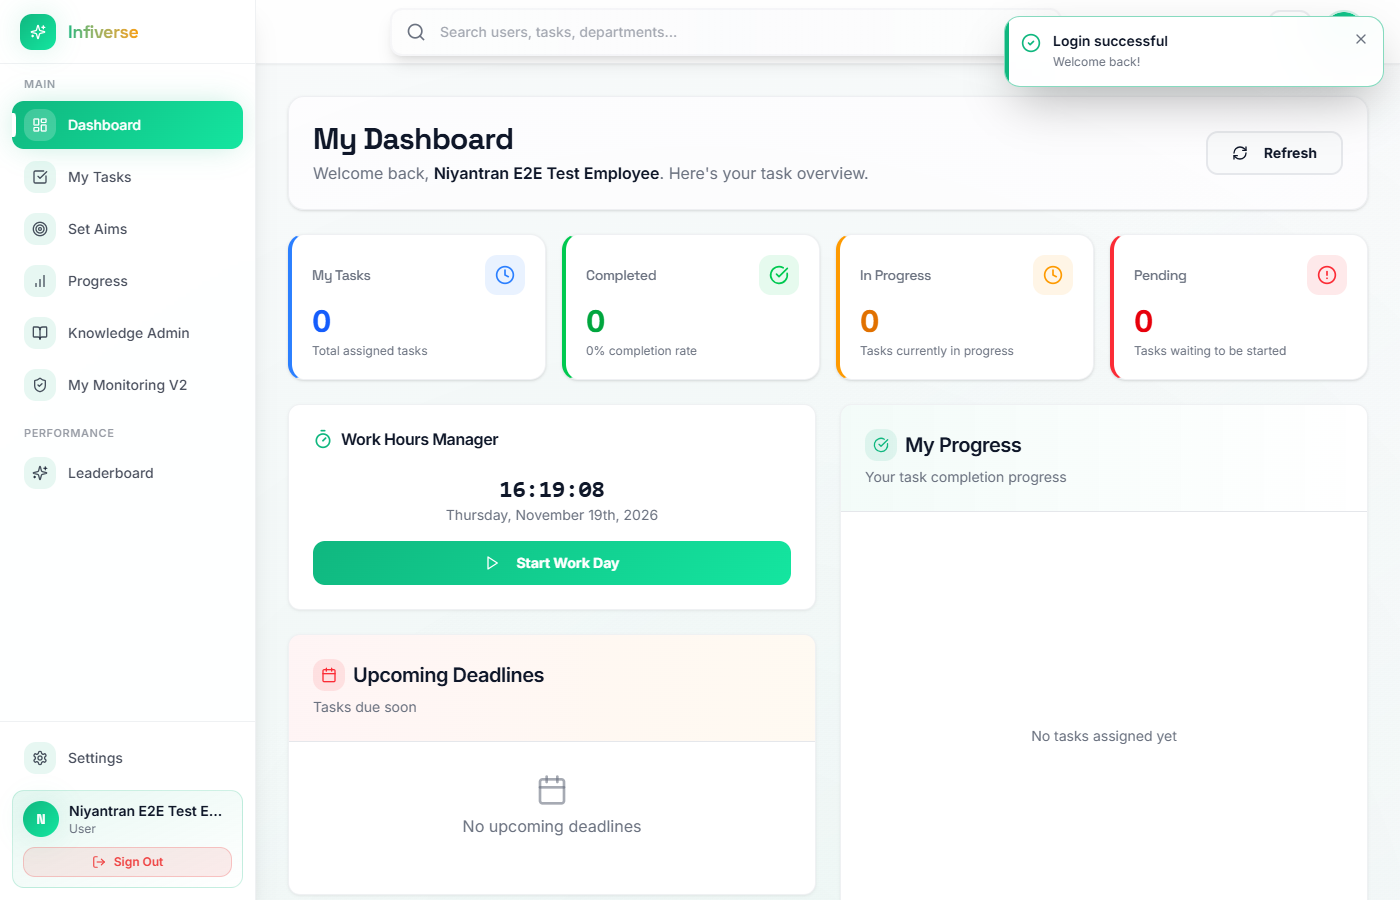 Infiverse
Search users, tasks, departments...
Login successful
Welcome back!
MAIN
Dashboard
My Tasks
Set Aims
Progress
Knowledge Admin
My Monitoring V2
PERFORMANCE
Leaderboard
Settings
N
Niyantran E2E Test E...
User
Sign Out
My Dashboard
Welcome back, Niyantran E2E Test Employee. Here's your task overview.
Refresh
My Tasks
0
Total assigned tasks
Completed
0
0% completion rate
In Progress
0
Tasks currently in progress
Pending
0
Tasks waiting to be started
Work Hours Manager
16:19:08
Thursday, November 19th, 2026
Start Work Day
Upcoming Deadlines
Tasks due soon
No upcoming deadlines
My Progress
Your task completion progress
No tasks assigned yet